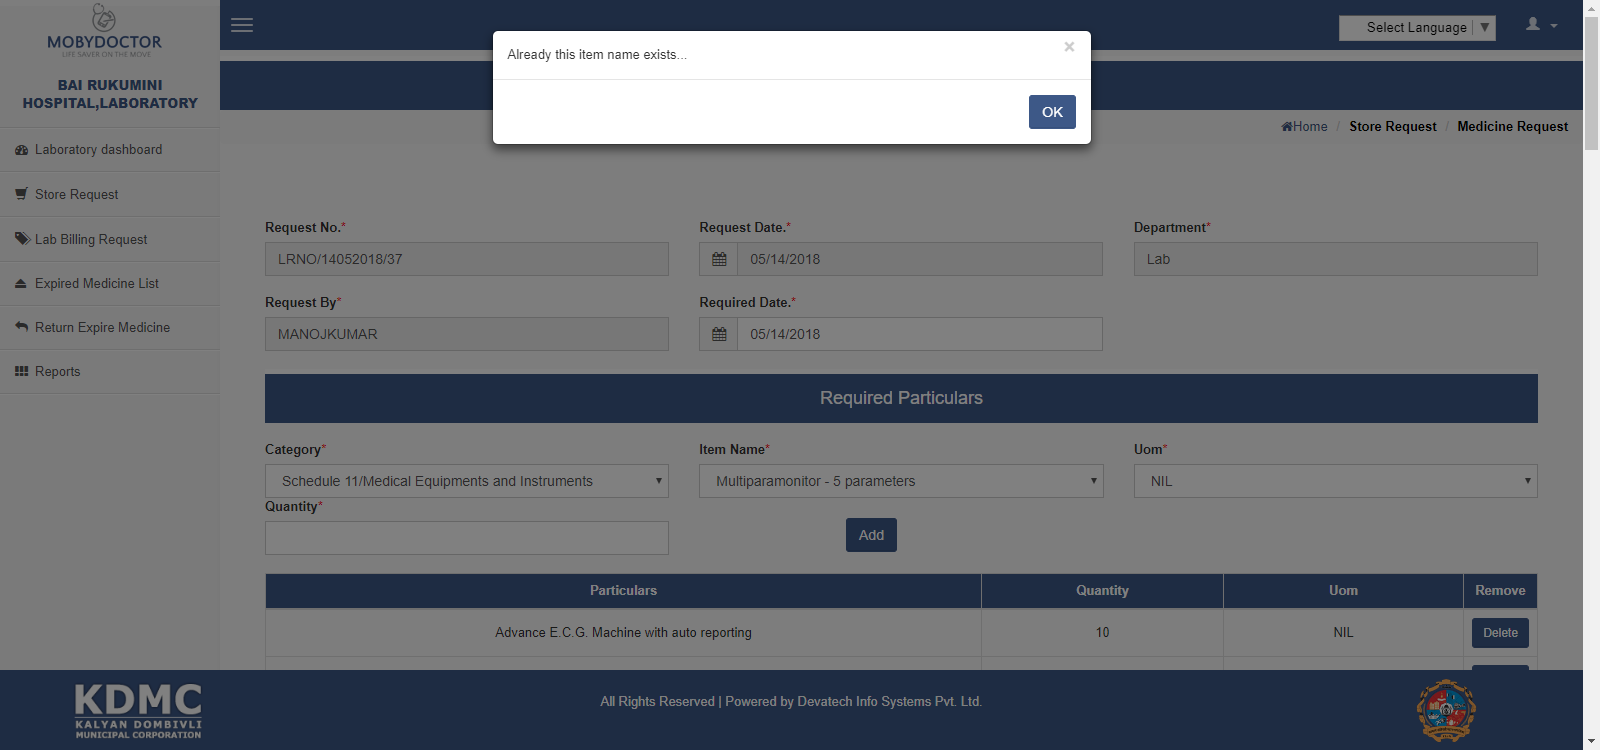 MOBYDOCTOR
LIFE SAVER ON THE MOVE
BAI RUKUMINI
HOSPITAL,LABORATORY
Laboratory dashboard
Store Request
Lab Billing Request
Expired Medicine List
Return Expire Medicine
Reports
Select Language
Already this item name exists...
×
OK
Home / Store Request / Medicine Request
Request No.*
LRNO/14052018/37
Request Date.*
05/14/2018
Department*
Lab
Request By*
MANOJKUMAR
Required Date.*
05/14/2018
Required Particulars
Category*
Schedule 11/Medical Equipments and Instruments
Item Name*
Multiparamonitor - 5 parameters
Uom*
NIL
Quantity*
Add
Particulars Quantity Uom Remove
Advance E.C.G. Machine with auto reporting 10 NIL Delete
KDMC
KALYAN DOMBIVLI
MUNICIPAL CORPORATION
All Rights Reserved | Powered by Devatech Info Systems Pvt. Ltd.